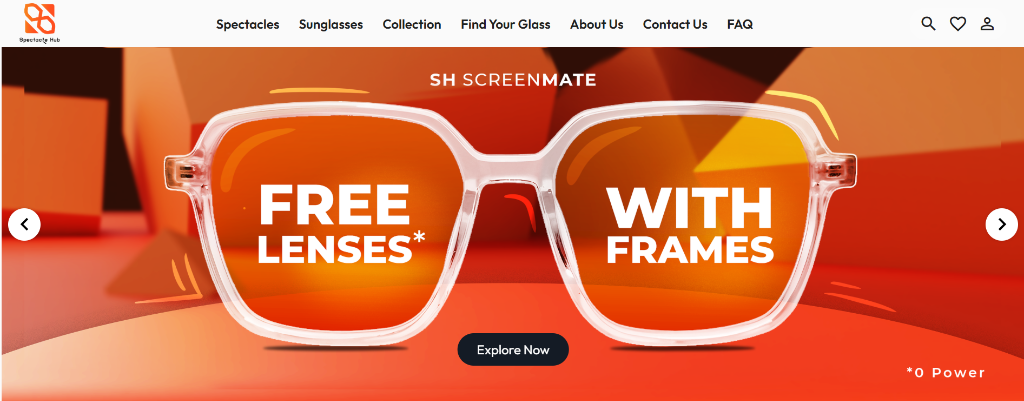 Spectacity Hub
Spectacles Sunglasses Collection Find Your Glass About Us Contact Us FAQ
SH SCREENMATE
FREE
LENSES*
WITH
FRAMES
Explore Now
*0 Power